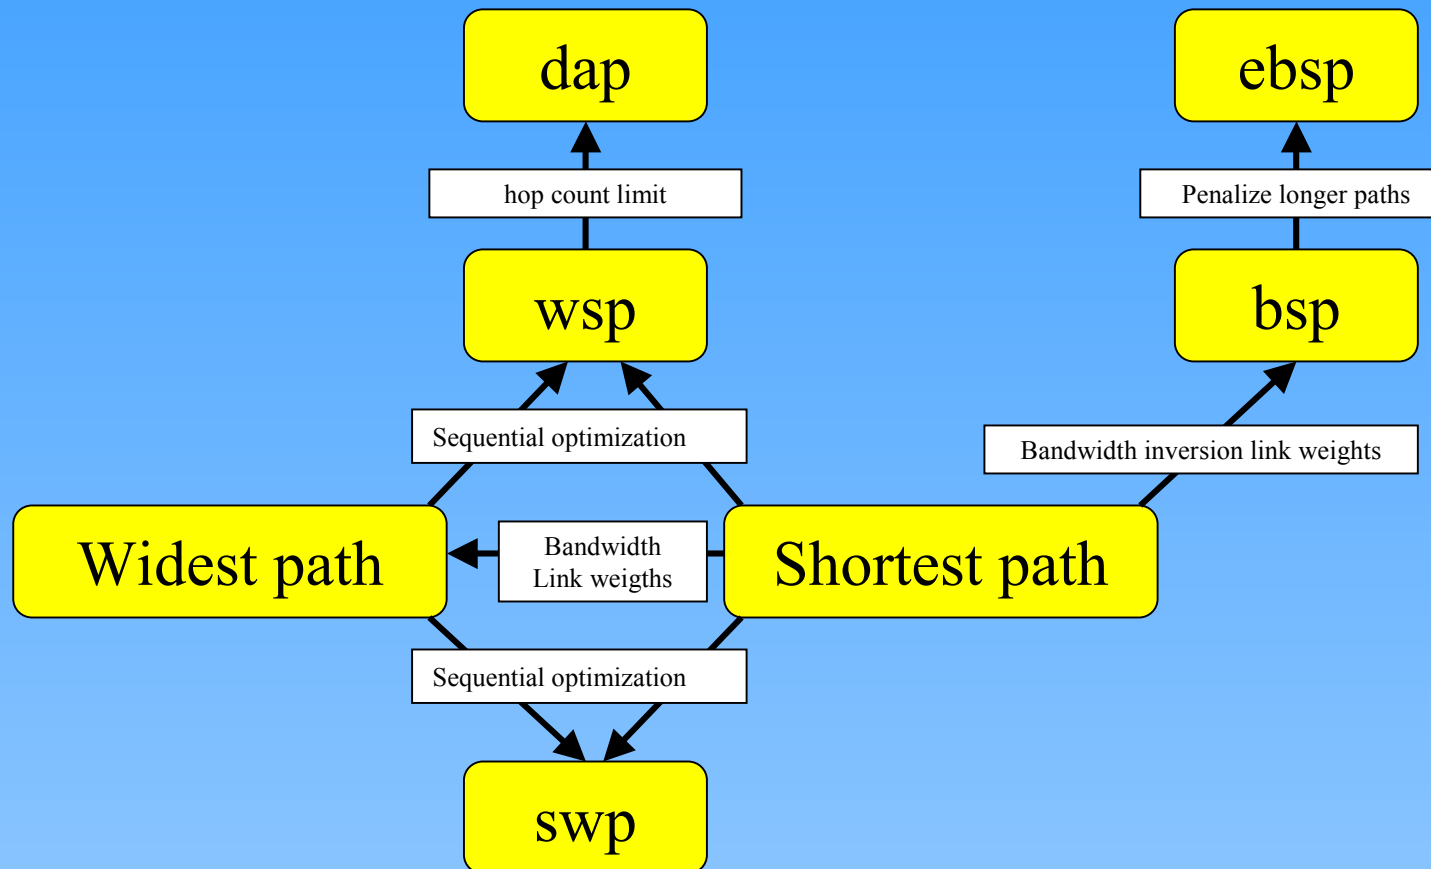 dap
ebsp
hop count limit
Penalize longer paths
wsp
bsp
Sequential optimization
Bandwidth inversion link weights
Widest path
Bandwidth
Link weigths
Shortest path
Sequential optimization
swp